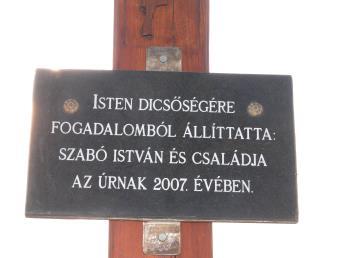 ISTEN DICSŐSÉGÉRE
FOGADALOMBÓL ÁLLÍTTATTA:
SZABÓ ISTVÁN ÉS CSALÁDJA
AZ ÚRNAK 2007. ÉVÉBEN.